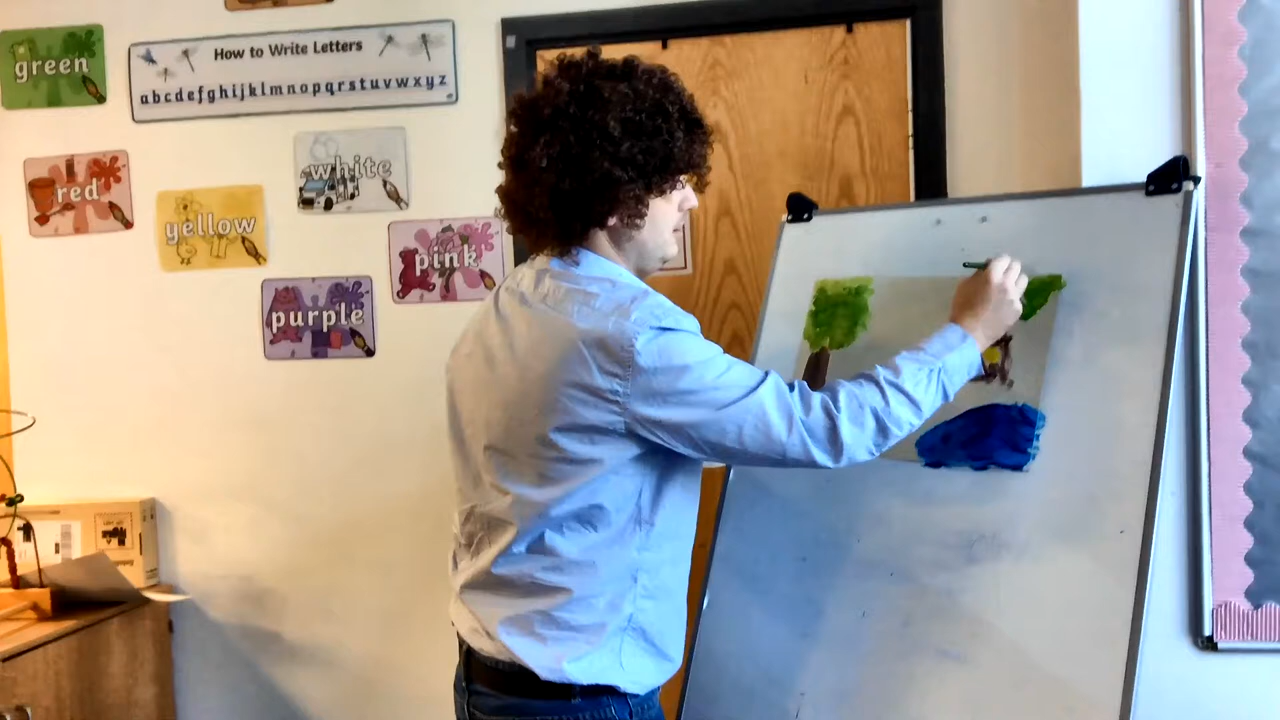 How to Write Letters
abcdefghijklmnopqrstuvwxyz
green
white
red
yellow
pink
purple